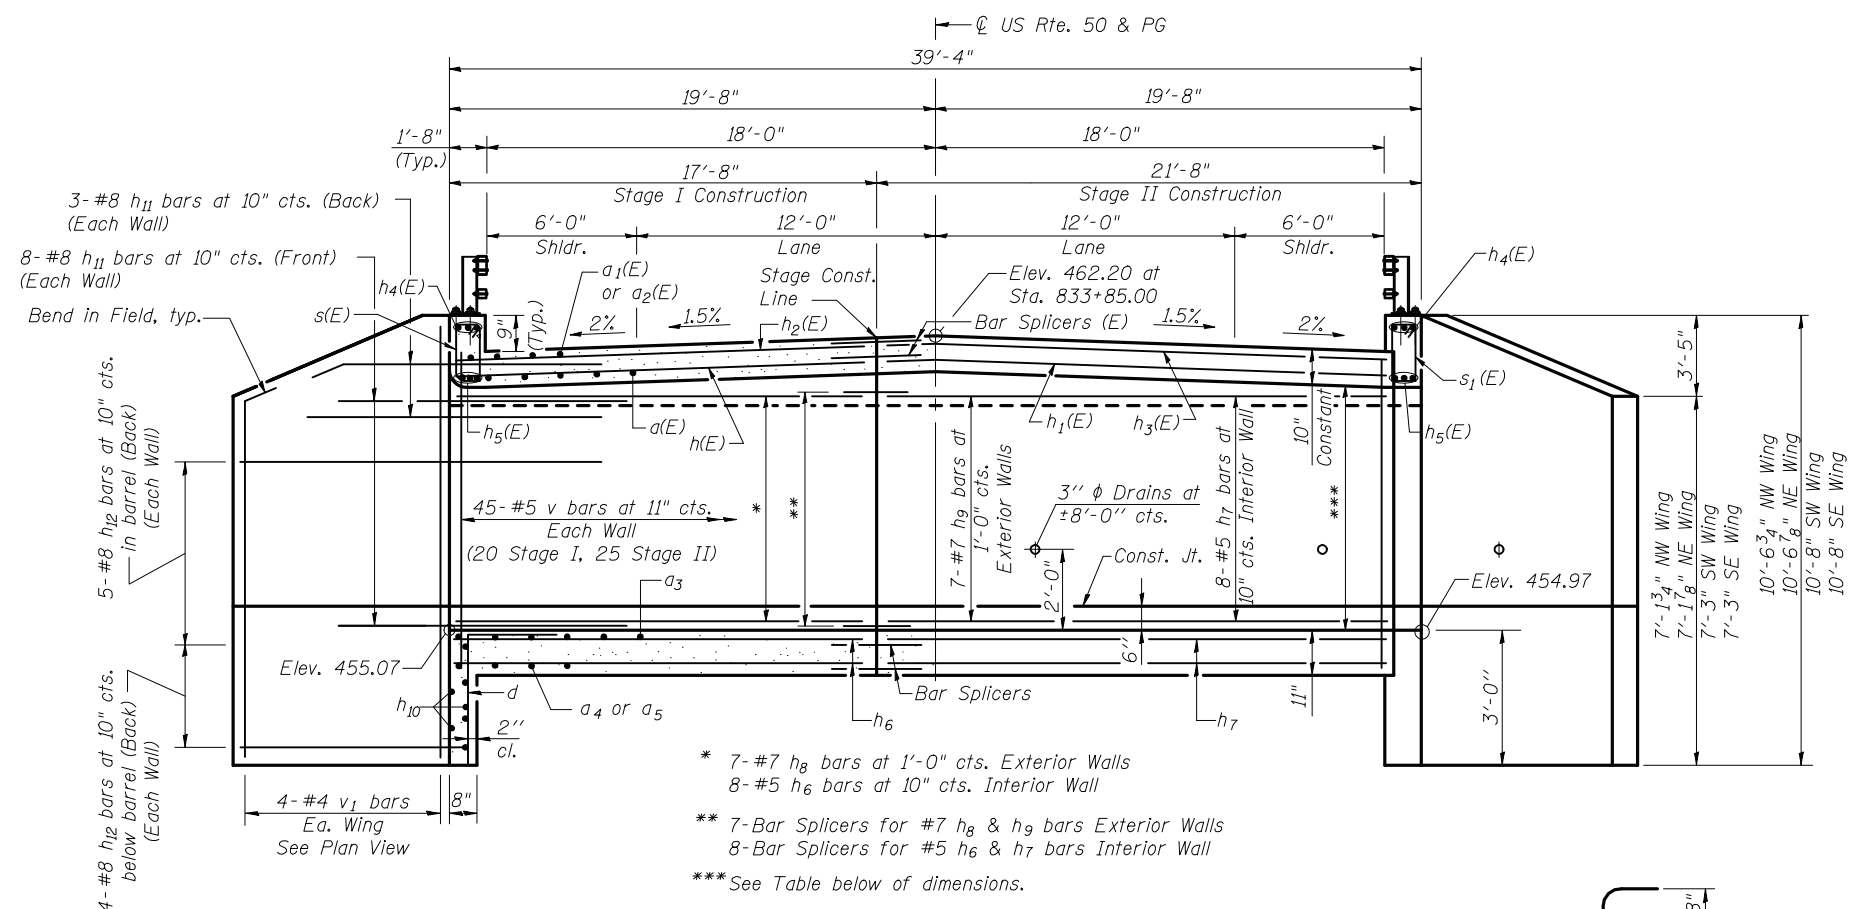 ℄ US Rte. 50 & PG
39'-4"
19'-8"
19'-8"
1'-8"
(Typ.)
18'-0"
18'-0"
17'-8"
Stage I Construction
21'-8"
Stage II Construction
6'-0"
Shldr.
12'-0"
Lane
12'-0"
Lane
6'-0"
Shldr.
3-#8 h11 bars at 10" cts. (Back)
(Each Wall)
8-#8 h11 bars at 10" cts. (Front)
(Each Wall)
Bend in Field, typ.
h4(E)
s(E)
9"
(Typ.)
a1(E)
or a2(E)
2%
1.5%
Stage Const.
Line
h2(E)
Elev. 462.20 at
Sta. 833+85.00
Bar Splicers (E)
1.5%
2%
h4(E)
s1(E)
3'-5"
h5(E)
a(E)
h(E)
h1(E)
h3(E)
10"
Constant
h5(E)
5-#8 h12 bars at 10" cts.
in barrel (Back)
(Each Wall)
45-#5 v bars at 11" cts.
Each Wall
(20 Stage I, 25 Stage II)
*
**
7-#7 h9 bars at
1'-0" cts.
Exterior Walls
3" ϕ Drains at
±8'-0" cts.
8-#5 h7 bars at
10" cts. Interior Wall
***
Const. Jt.
2'-0"
a3
Elev. 454.97
7'-1 3/4" NW Wing
7'-1 7/8" NE Wing
7'-3" SW Wing
7'-3" SE Wing
10'-6 3/4" NW Wing
10'-6 7/8" NE Wing
10'-8" SW Wing
10'-8" SE Wing
Elev. 455.07
6"
11"
3'-0"
4-#8 h12 bars at 10" cts.
below barrel (Back)
(Each Wall)
h10
d
2"
cl.
a4 or a5
h6
Bar Splicers
h7
4-#4 v1 bars
Ea. Wing
See Plan View
8"
* 7-#7 h8 bars at 1'-0" cts. Exterior Walls
8-#5 h6 bars at 10" cts. Interior Wall
** 7-Bar Splicers for #7 h8 & h9 bars Exterior Walls
8-Bar Splicers for #5 h6 & h7 bars Interior Wall
*** See Table below of dimensions.